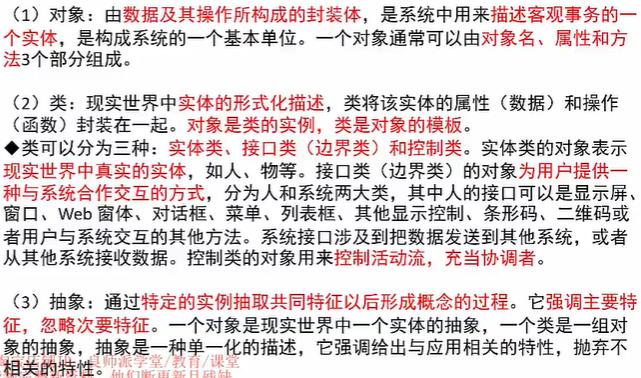 （1）对象：由数据及其操作所构成的封装体，是系统中用来描述客观事务的一
个实体，是构成系统的一个基本单位。一个对象通常可以由对象名、属性和方
法3个部分组成。
（2）类：现实世界中实体的形式化描述，类将该实体的属性（数据）和操作
（函数）封装在一起。对象是类的实例，类是对象的模板。
◆类可以分为三种：实体类、接口类（边界类）和控制类。实体类的对象表示
现实世界中真实的实体，如人、物等。接口类（边界类）的对象为用户提供一
种与系统合作交互的方式，分为人和系统两大类，其中人的接口可以是显示屏、
窗口、Web 窗体、对话框、菜单、列表框、其他显示控制、条形码、二维码或
者用户与系统交互的其他方法。系统接口涉及到把数据发送到其他系统，或者
从其他系统接收数据。控制类的对象用来控制活动流，充当协调者。
（3）抽象：通过特定的实例抽取共同特征以后形成概念的过程。它强调主要特
征，忽略次要特征。一个对象是现实世界中一个实体的抽象，一个类是一组对
象的抽象，抽象是一种单一化的描述，它强调给出与应用相关的特性，抛弃不
相关的特性。
师派学堂/教育/课堂